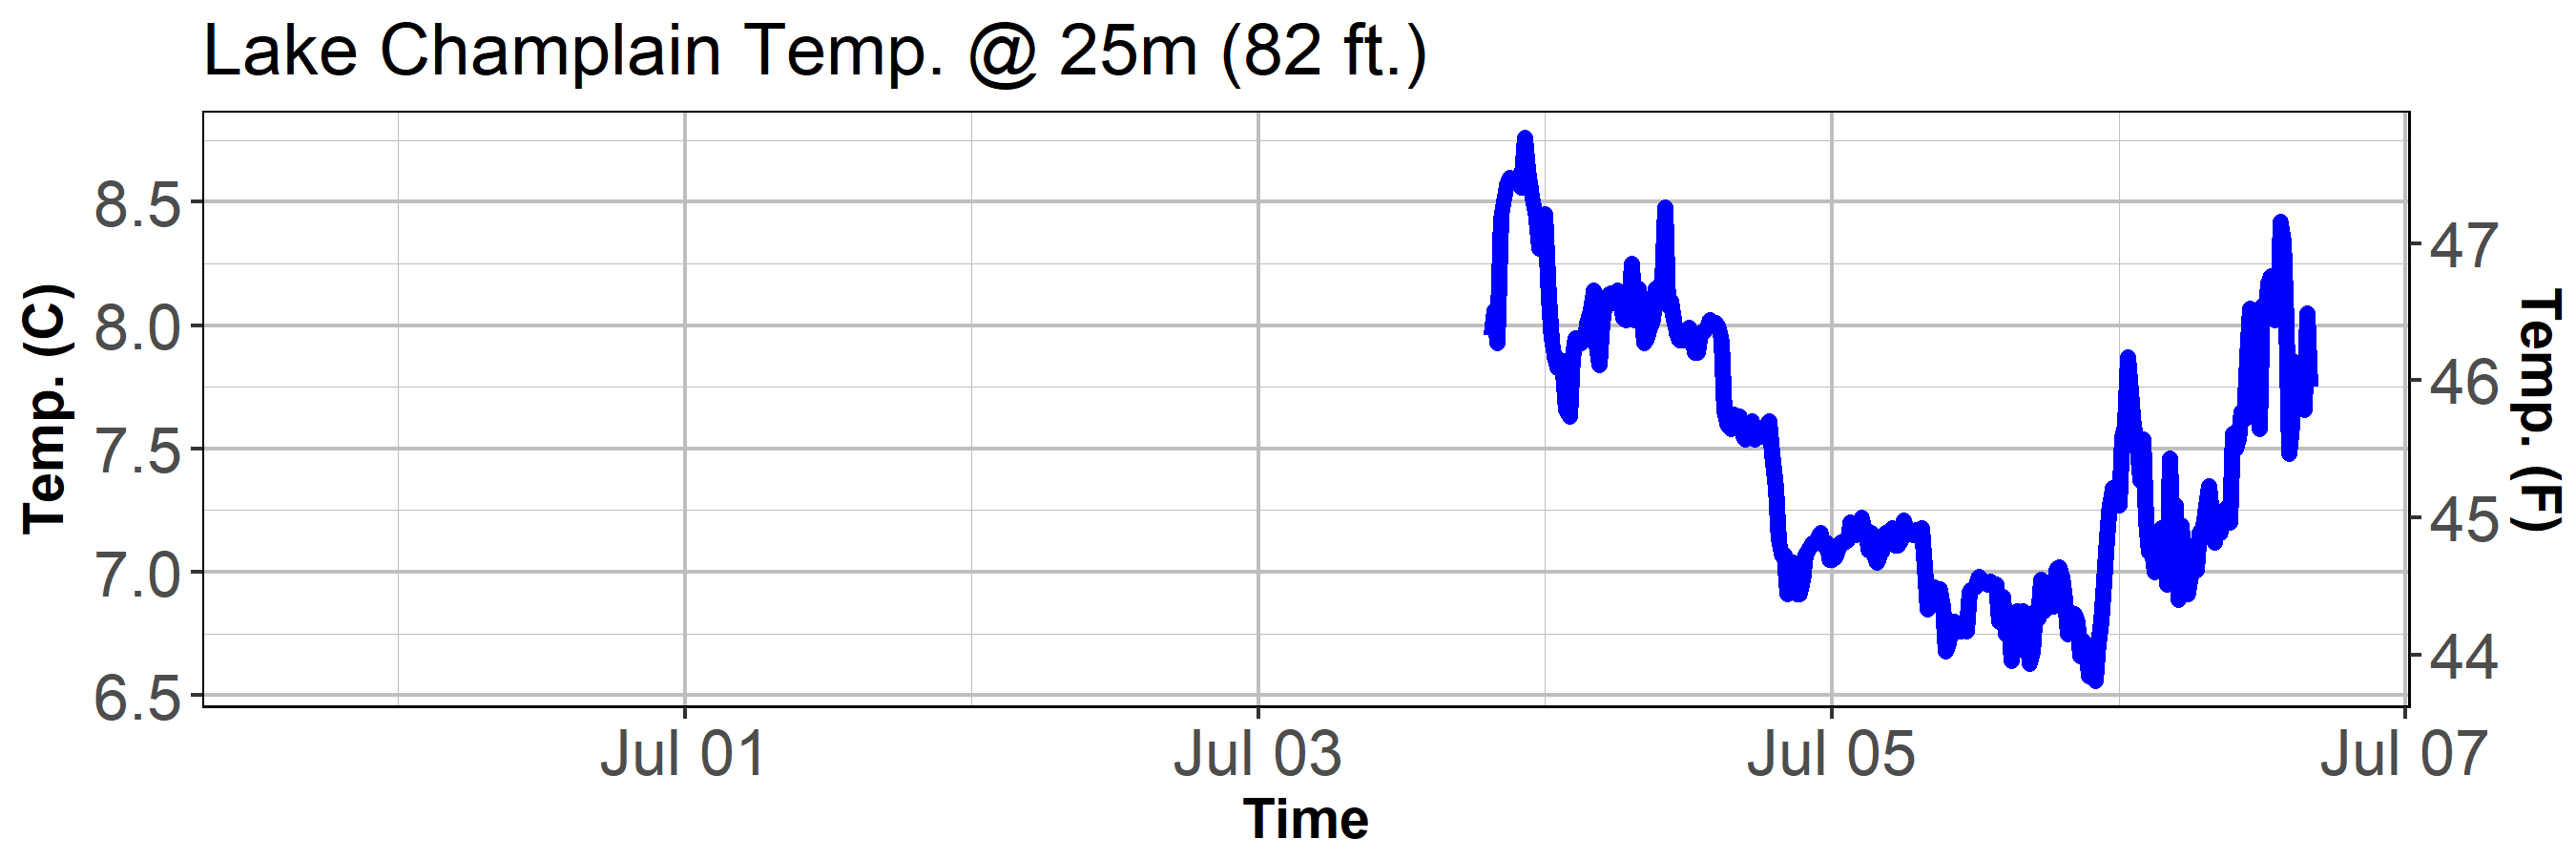 Lake Champlain Temp. @ 25m (82 ft.)
Temp. (C)
8.5
8.0
7.5
7.0
6.5
47
46
45
44
Temp. (F)
Jul 01 Jul 03 Jul 05 Jul 07
Time